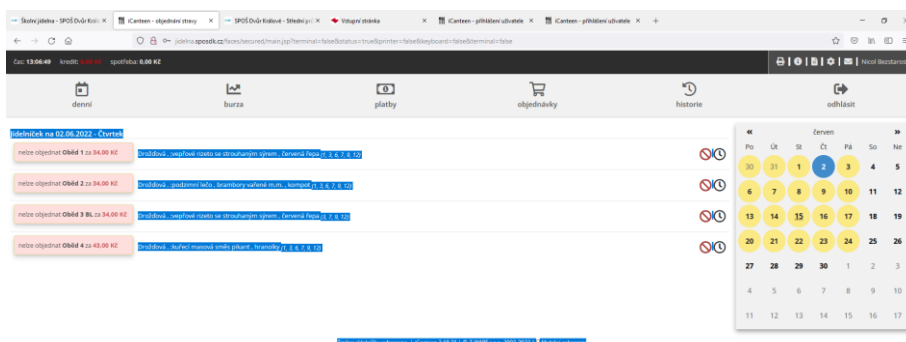 Školní jídelna - SPOŠ Dvůr Králo
iCanteen - objednání stravy
SPOŠ Dvůr Králové - Střední prů
Vstupní stránka
iCanteen - přihlášení uživatele
iCanteen - přihlášení uživatele
jidelna.sposdk.cz/faces/secured/main.jsp?terminal=false&status=true&printer=false&keyboard=false&terminal=false
čas: 13:06:49 kredit: spotřeba: 0,00 Kč
Nicol Bezstaros
denní burza platby objednávky historie odhlásit
Jídelníček na 02.06.2022 - Čtvrtek
nelze objednat Oběd 1 za 34,00 Kč
Drožďová , ;vepřové rizeto se strouhaným sýrem , červená řepa (1, 3, 6, 7, 9, 12)
nelze objednat Oběd 2 za 34,00 Kč
Drožďová , ;podzimní lečo , brambory vařené m.m. , kompot (1, 3, 6, 7, 9, 12)
nelze objednat Oběd 3 BL za 34,00 Kč
Drožďová , ;vepřové rizeto se strouhaným sýrem , červená řepa (3, 7, 9, 12)
nelze objednat Oběd 4 za 43,00 Kč
Drožďová , ;kuřecí masová směs pikant , hranolky (1, 3, 6, 7, 9, 12)
« červen »
Po Út St Čt Pá So Ne
30 31 1 2 3 4 5
6 7 8 9 10 11 12
13 14 15 16 17 18 19
20 21 22 23 24 25 26
27 28 29 30 1 2 3
4 5 6 7 8 9 10
11 12 13 14 15 16 17